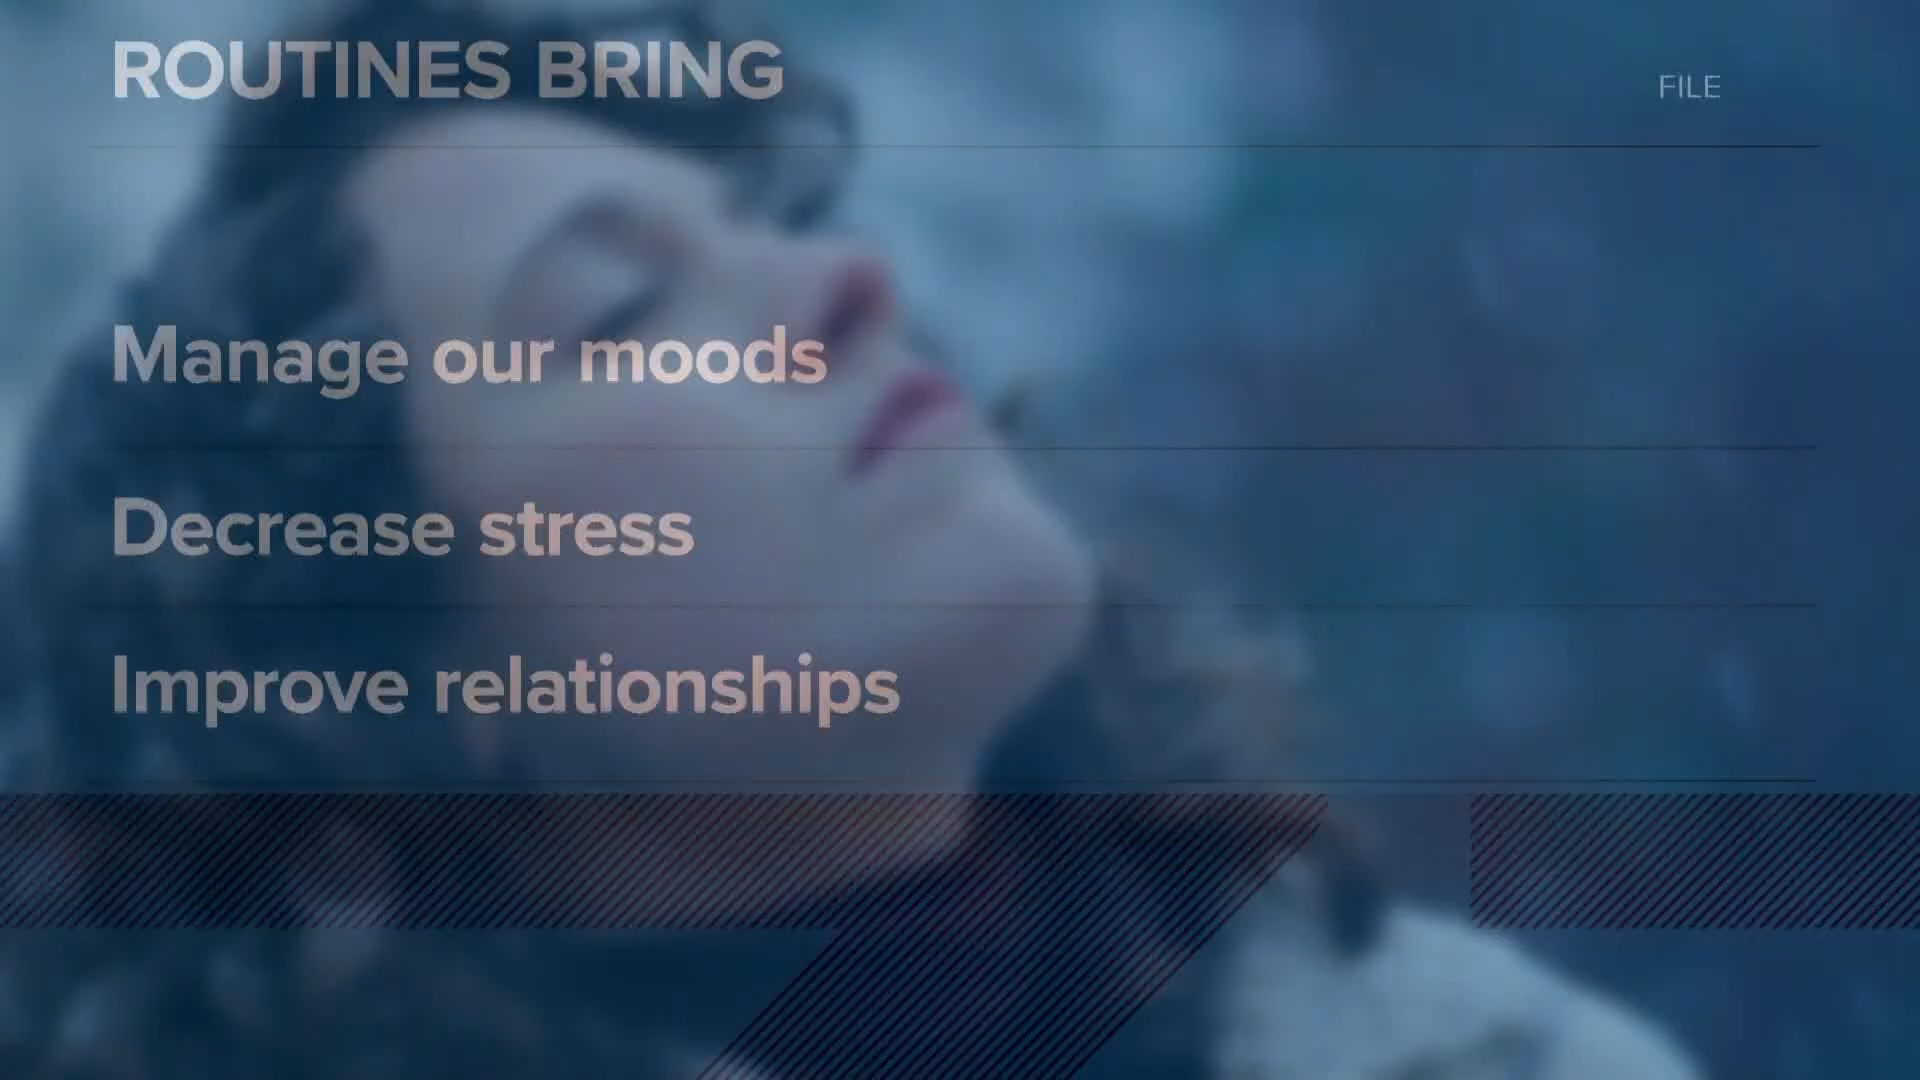 ROUTINES BRING
FILE
Manage our moods
Decrease stress
Improve relationships